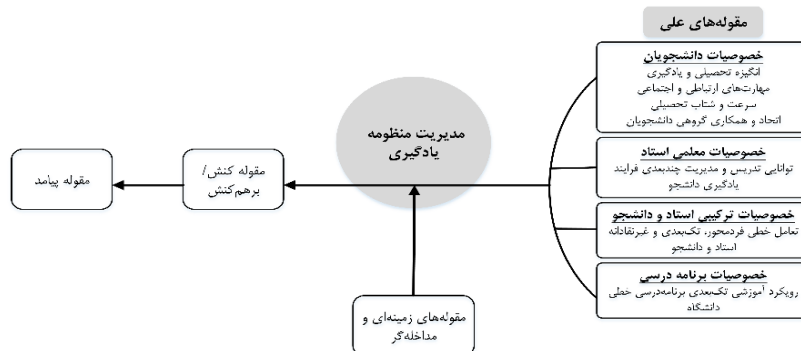 مقوله‌های علی
خصوصیات دانشجویان
انگیزه تحصیلی و یادگیری
مهارت‌های ارتباطی و اجتماعی
سرعت و شتاب تحصیلی
اتحاد و همکاری گروهی دانشجویان
خصوصیات معلمی استاد
توانایی تدریس و مدیریت چندبعدی فرایند
یادگیری دانشجو
خصوصیات ترکیبی استاد و دانشجو
تعامل خطی فردمحور، تک‌بعدی و غیرنقادانه
استاد و دانشجو
خصوصیات برنامه درسی
رویکرد آموزشی تک‌بعدی برنامه‌درسی خطی
دانشگاه
مدیریت منظومه
یادگیری
مقوله کنش/
برهم‌کنش
مقوله پیامد
مقوله‌های زمینه‌ای و
مداخله‌گر